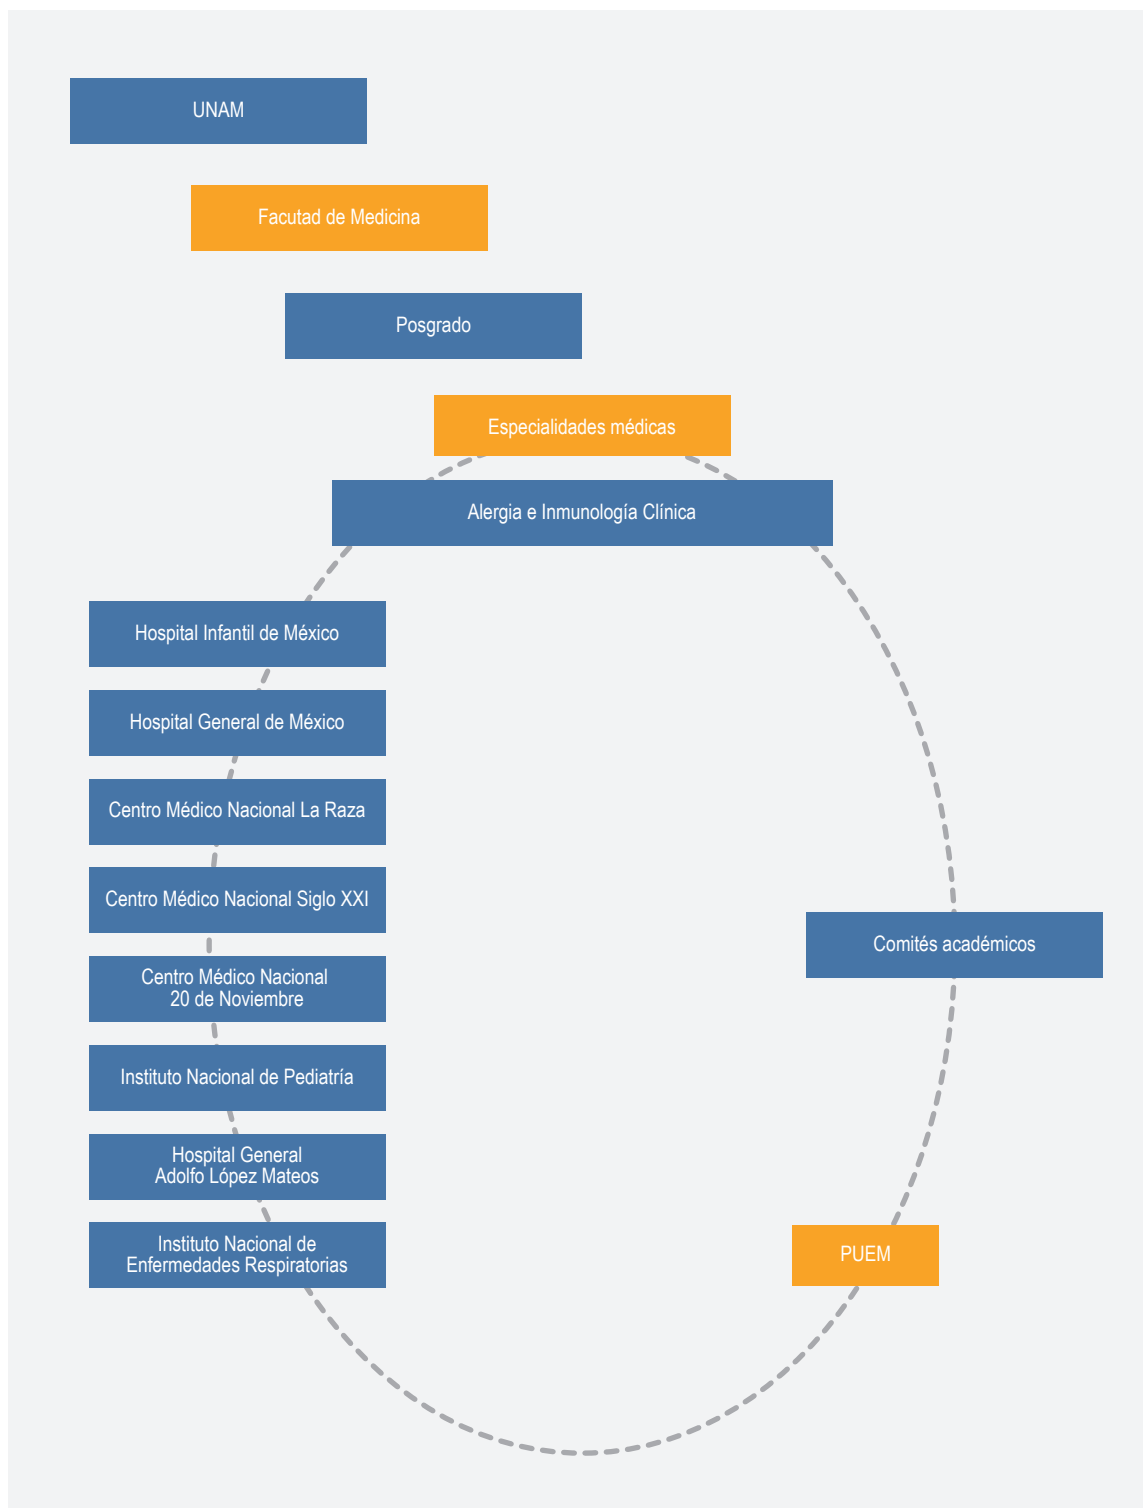 UNAM
Facutad de Medicina
Posgrado
Especialidades médicas
Alergia e Inmunología Clínica
Hospital Infantil de México
Hospital General de México
Centro Médico Nacional La Raza
Centro Médico Nacional Siglo XXI
Centro Médico Nacional
20 de Noviembre
Instituto Nacional de Pediatría
Hospital General
Adolfo López Mateos
Instituto Nacional de
Enfermedades Respiratorias
Comités académicos
PUEM